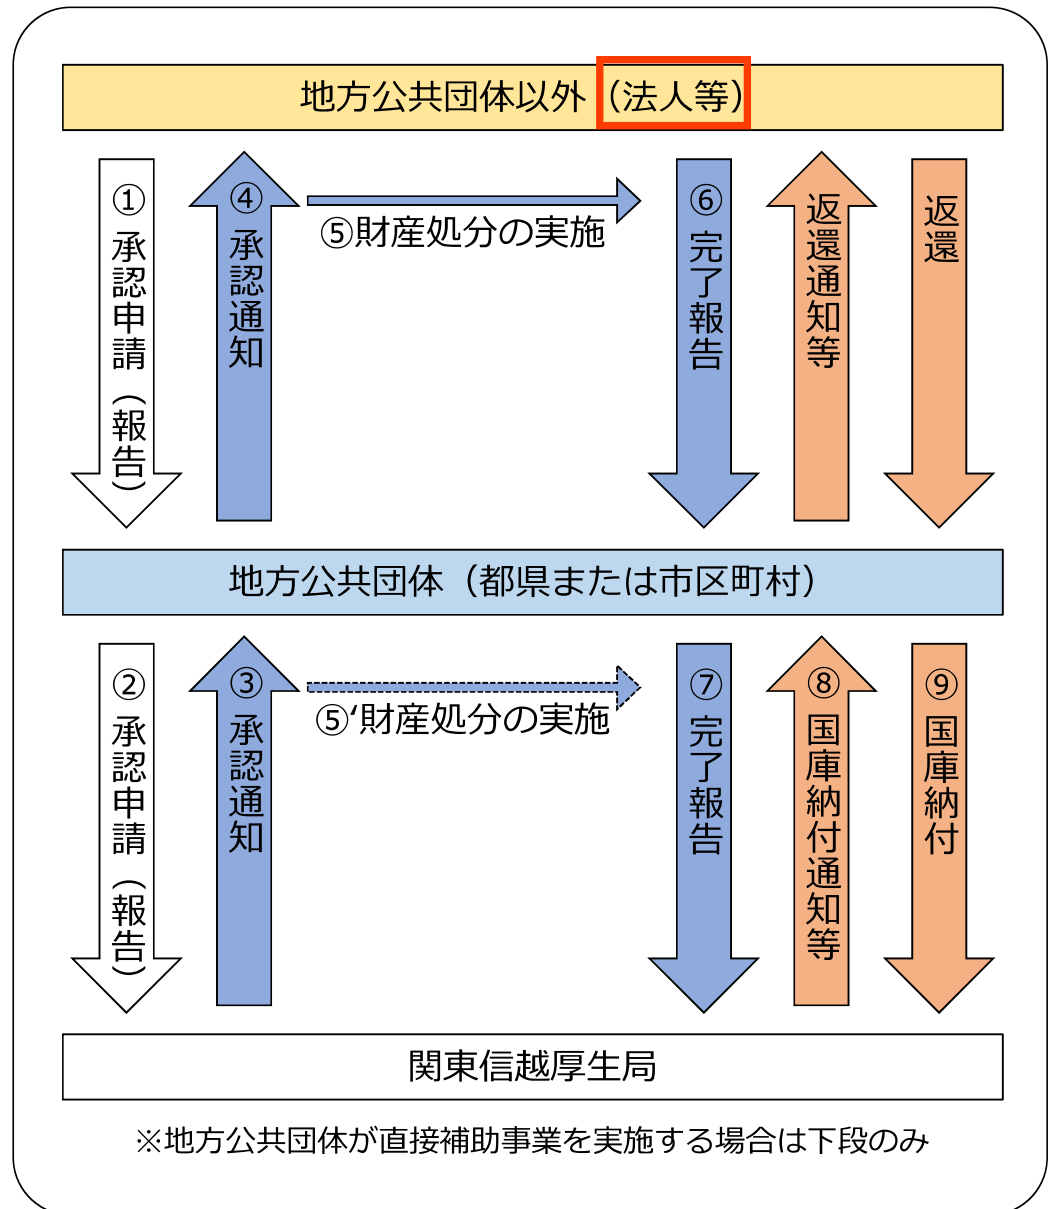 地方公共団体以外（法人等）
①承認申請（報告）
④承認通知
⑤財産処分の実施
⑥完了報告
返還通知等
返還
地方公共団体（都県または市区町村）
②承認申請（報告）
③承認通知
⑤‘財産処分の実施
⑦完了報告
⑧国庫納付通知等
⑨国庫納付
関東信越厚生局
※地方公共団体が直接補助事業を実施する場合は下段のみ